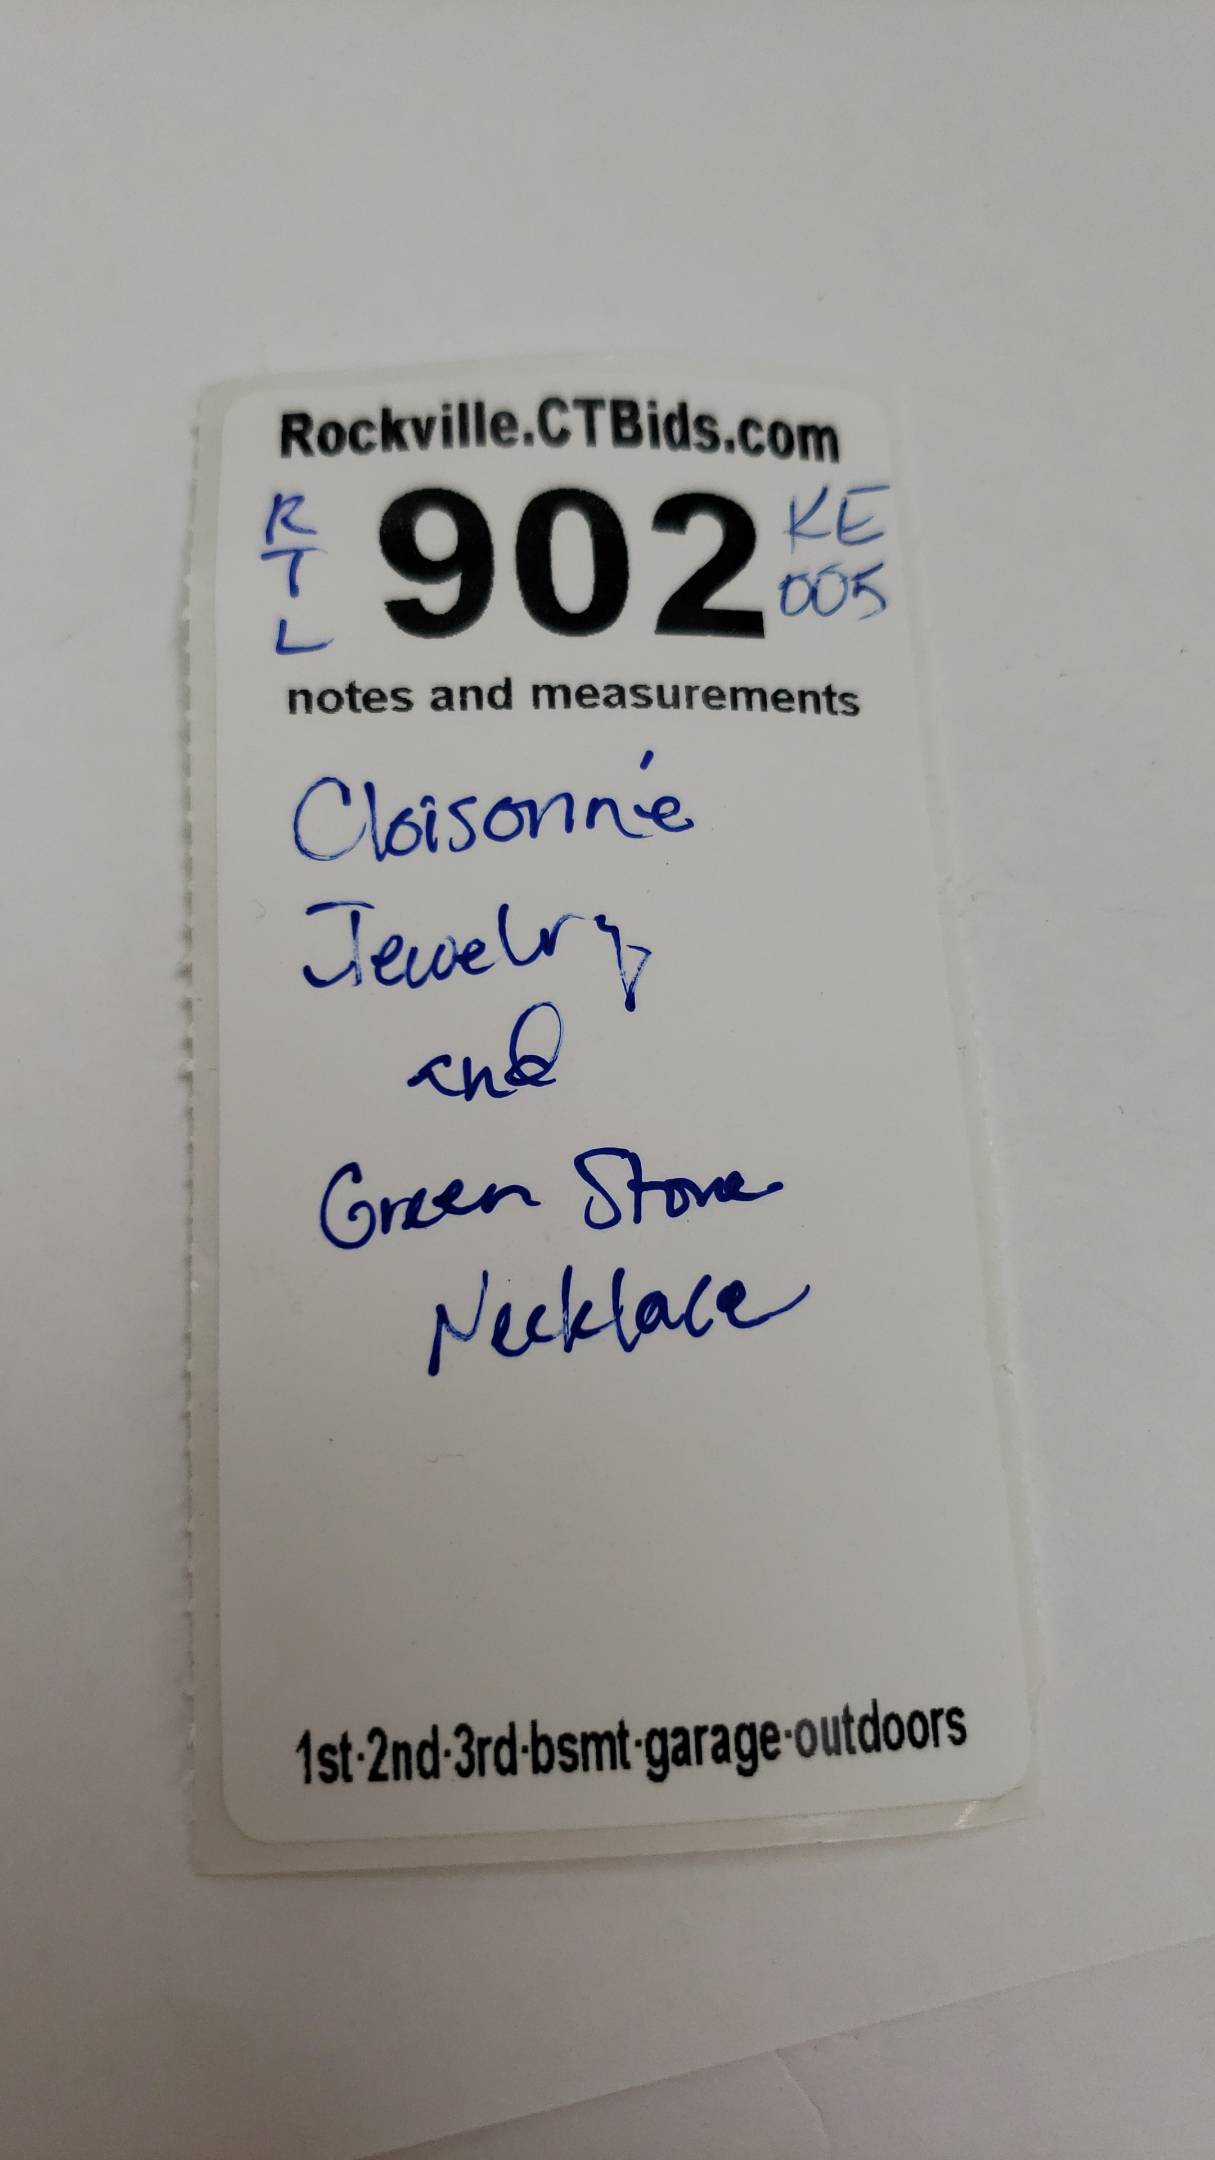 Rockville.CTBids.com
R
T
L
902
KE
005
notes and measurements
Cloisonné
Jewelry
and
Green Stone
Necklace
1st·2nd·3rd·bsmt·garage·outdoors